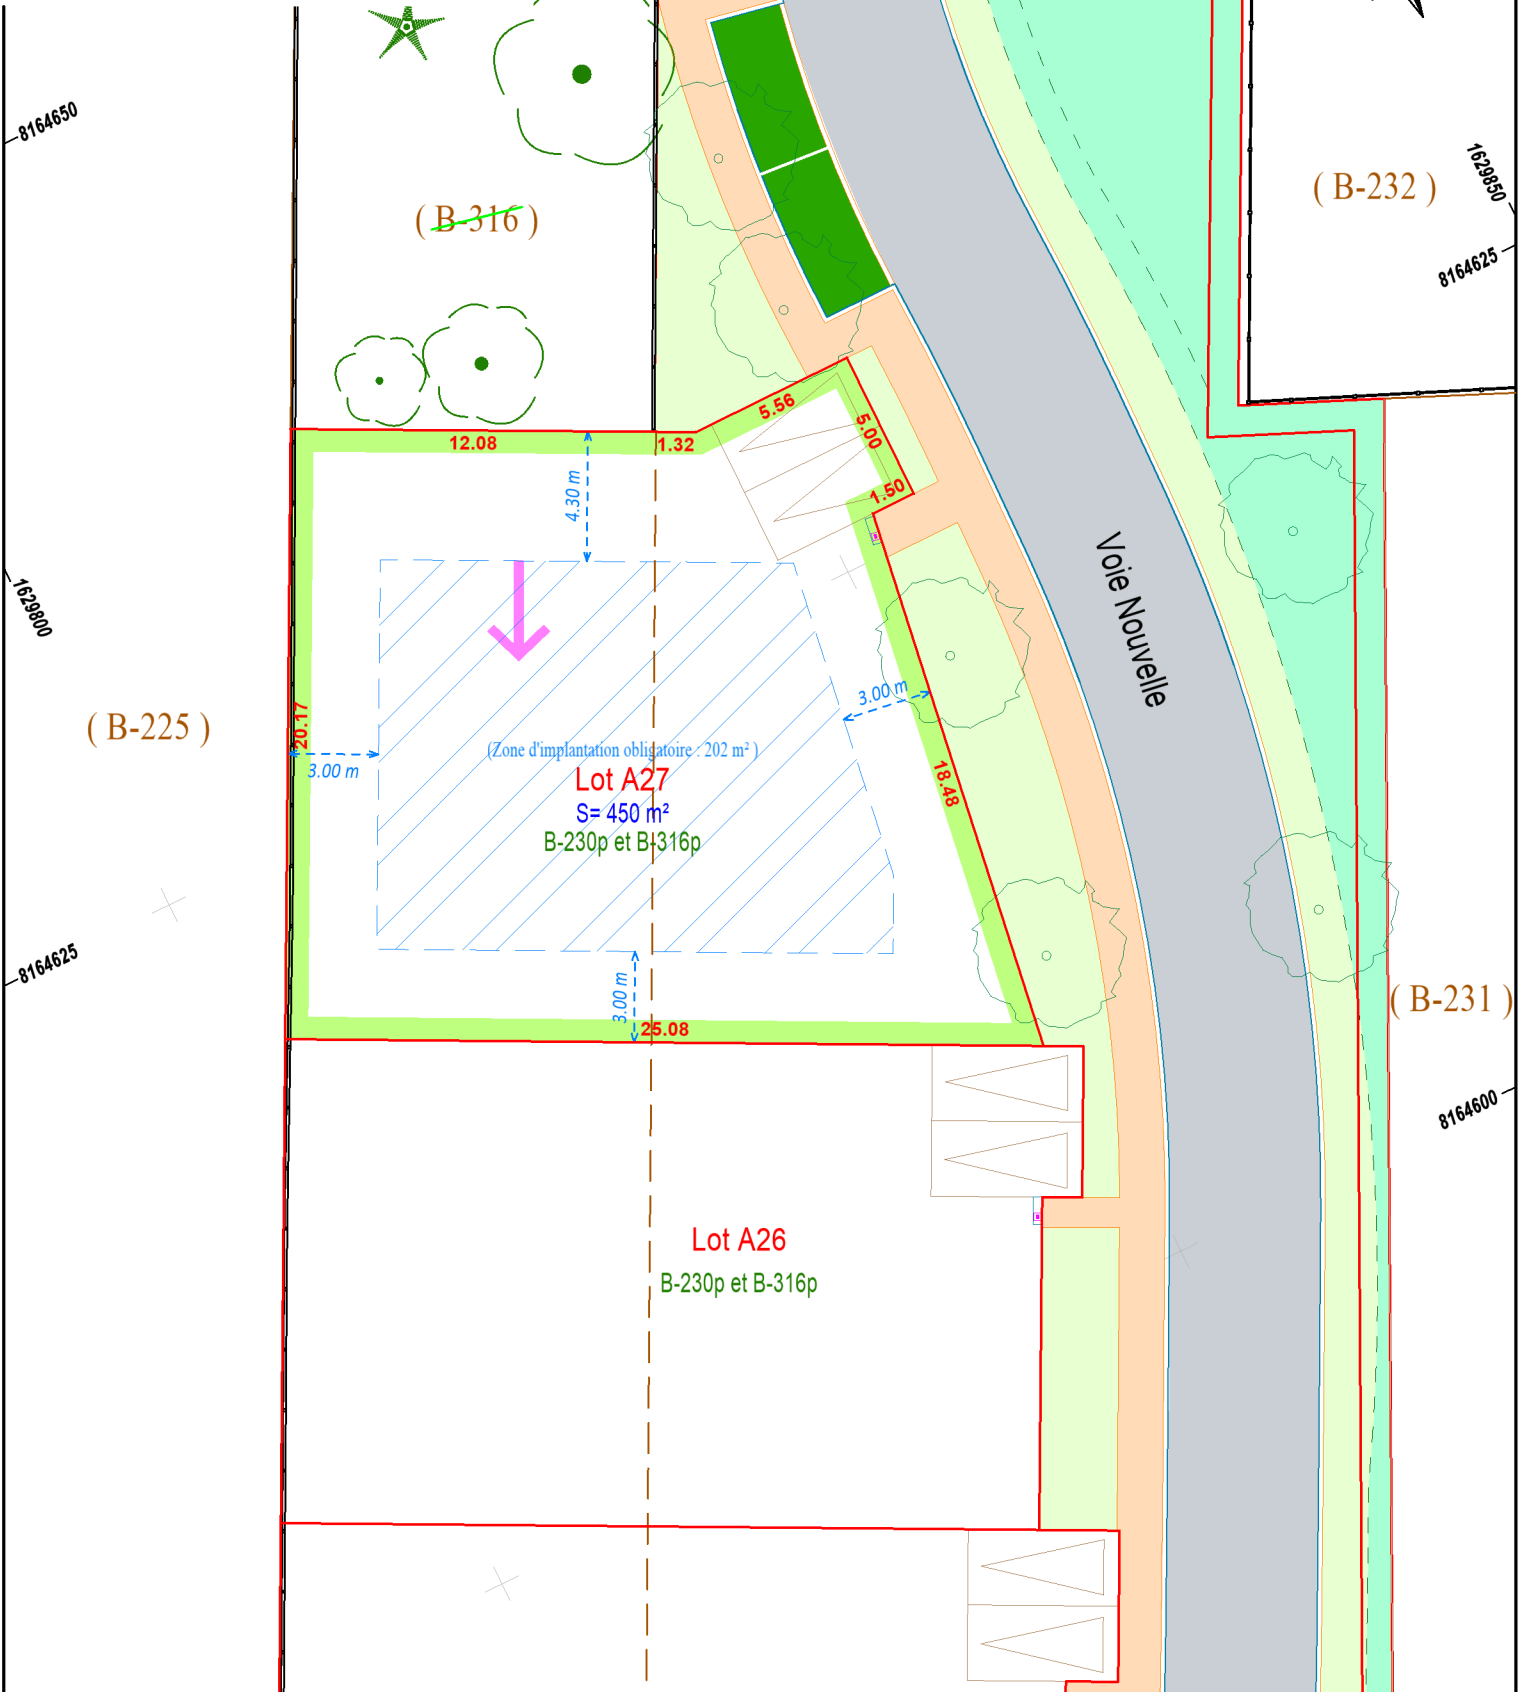 8164650
( B-316 )
( B-232 )
1629850
8164625
5.56
5.00
12.08
1.32
4.30 m
1.50
Voie Nouvelle
1629800
3.00 m
( B-225 )
20.17
3.00 m
(Zone d'implantation obligatoire : 202 m² )
Lot A27
S= 450 m²
B-230p et B-316p
18.48
8164625
3.00 m
25.08
( B-231 )
8164600
Lot A26
B-230p et B-316p